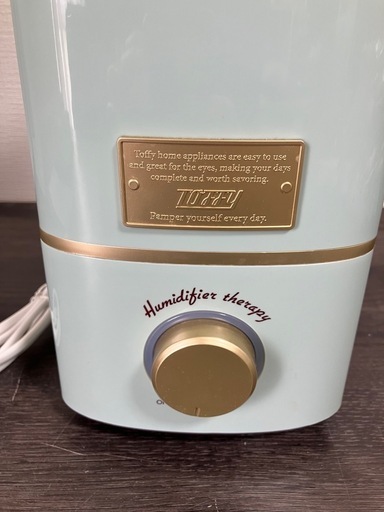 Toffy home appliances are easy to use
and great for the eyes, making your days
complete and worth savoring.
Toffy
Pamper yourself every day.
Humidifier therapy